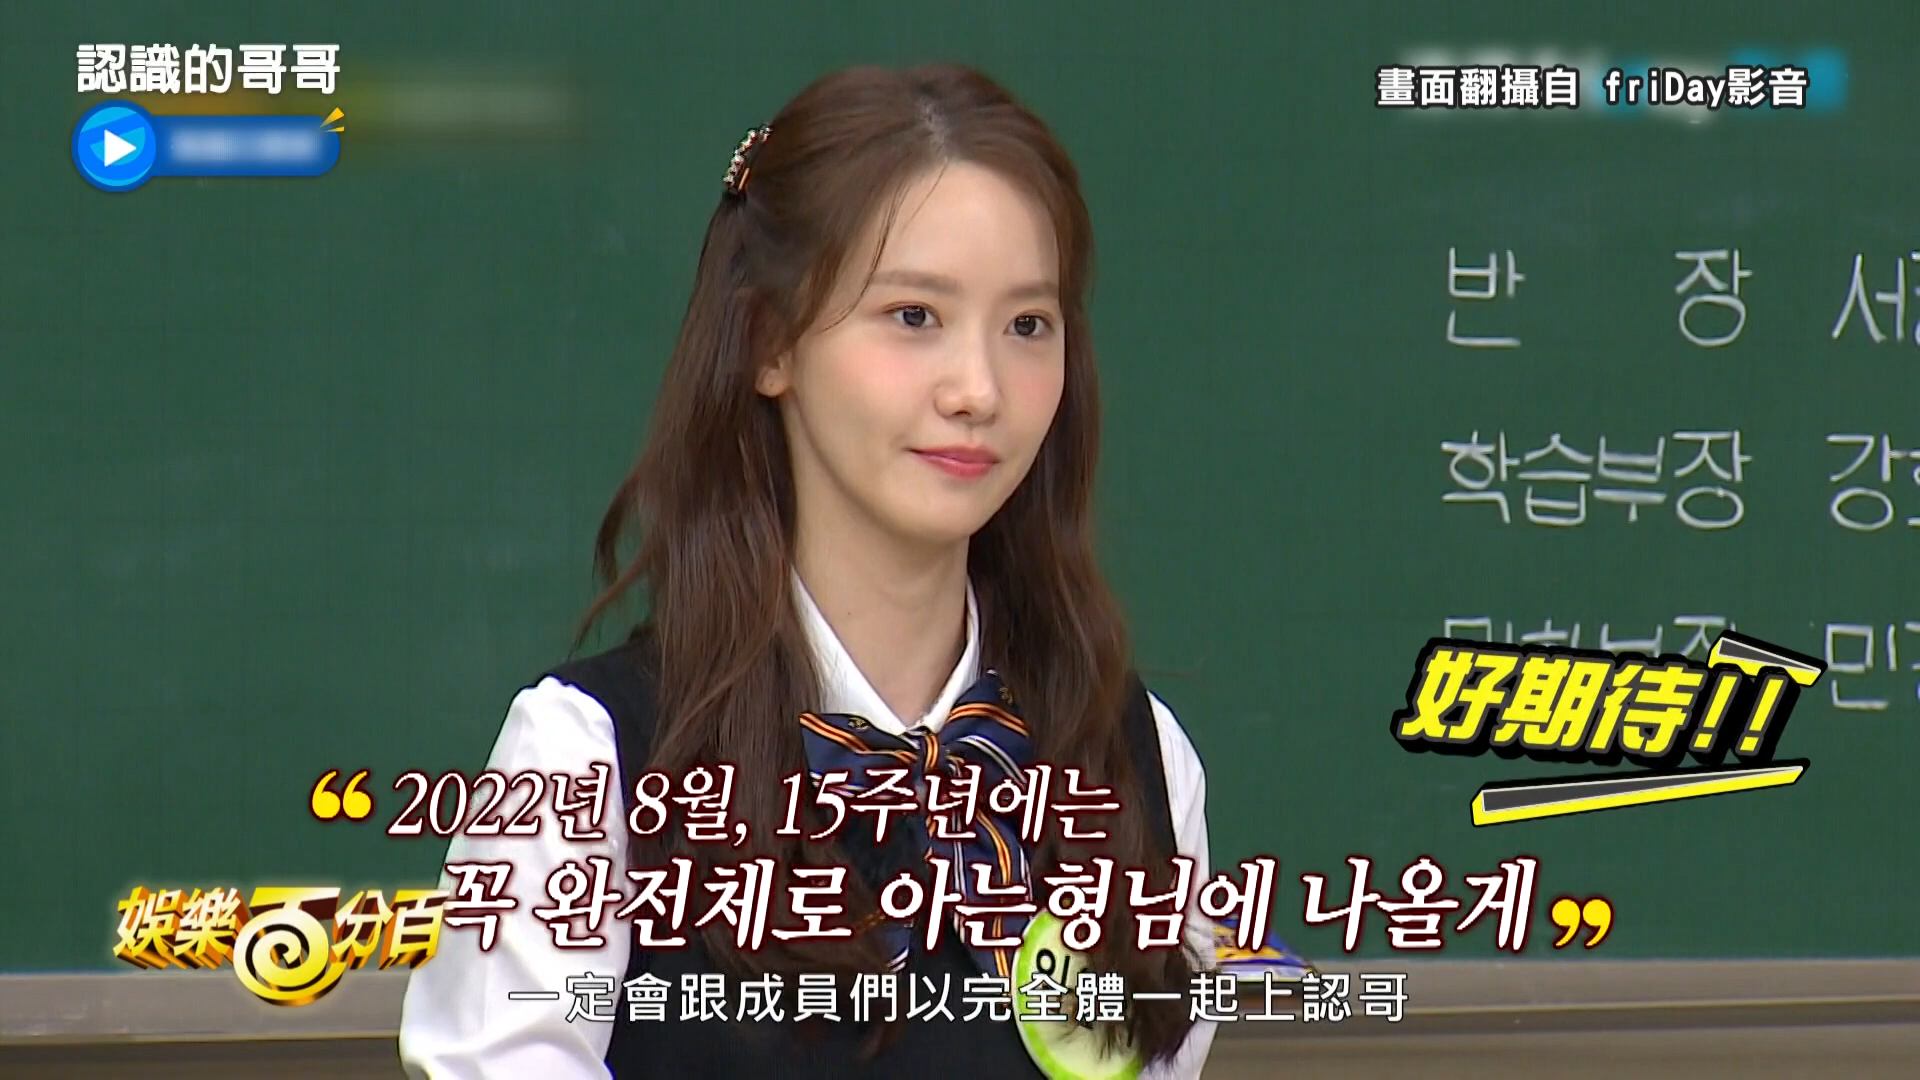 認識的哥哥
畫面翻攝自 friDay影音
반 장
학습부장
好期待!!
“2022년 8월, 15주년에는
꼭 완전체로 아는형님에 나올게”
娛樂百分百
一定會跟成員們以完全體一起上認哥